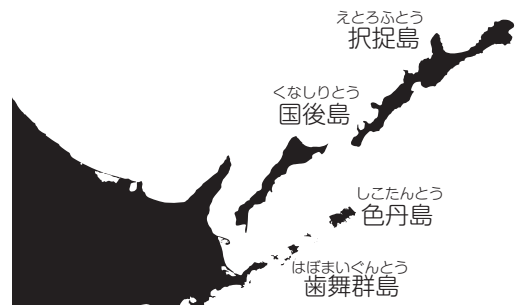 えとろふとう
択捉島
くなしりとう
国後島
しこたんとう
色丹島
はぼまいぐんとう
歯舞群島